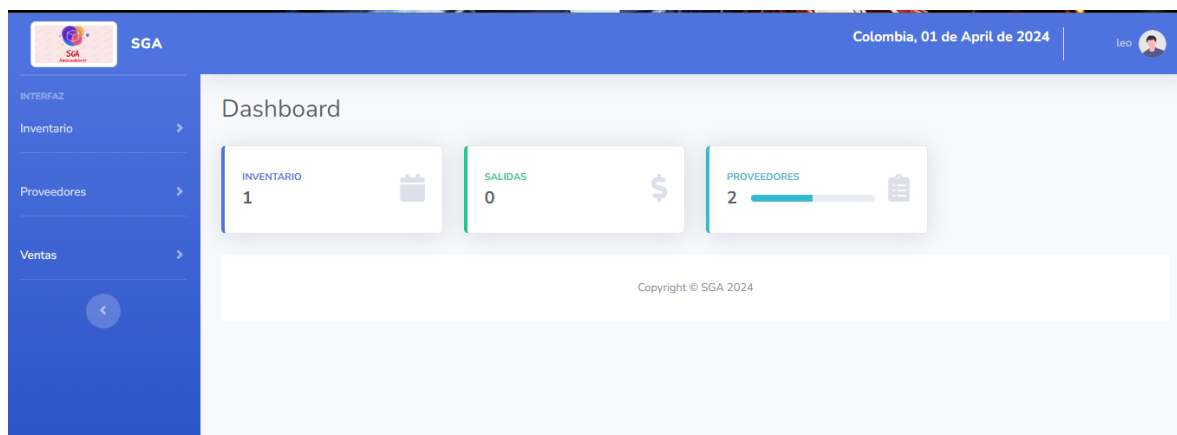 SGA
SGA
Colombia, 01 de April de 2024
leo
INTERFAZ
Inventario
Proveedores
Ventas
Dashboard
INVENTARIO
1
SALIDAS
0
PROVEEDORES
2
Copyright © SGA 2024